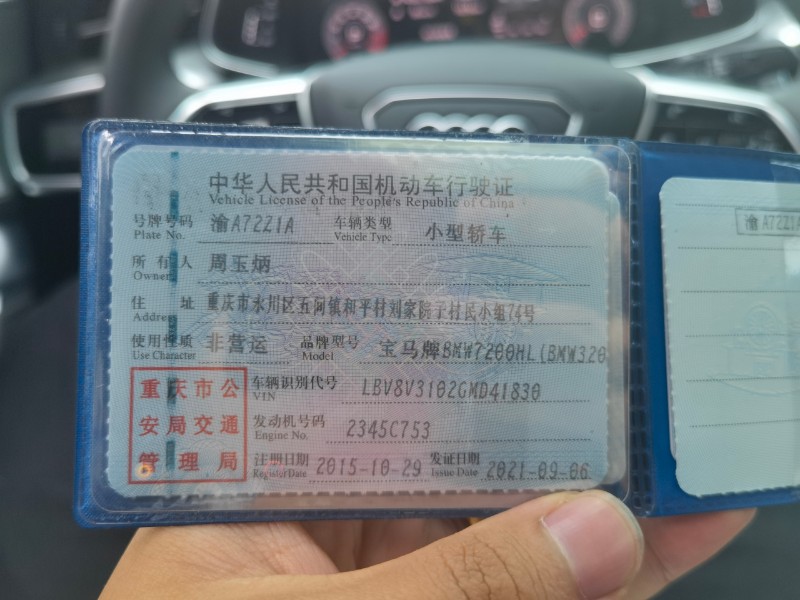 中华人民共和国机动车行驶证
Vehicle License of the People's Republic of China
号牌号码 渝A72Z1A 车辆类型 小型轿车
Plate No. Vehicle Type
所有人 周玉炳
Owner
住址 重庆市永川区五间镇和平村刘家院子村民小组74号
Address
使用性质 非营运 品牌型号 宝马牌BMW7200HL(BMW320
Use Character Model
重庆市公
安局交通
管理局
车辆识别代号 LBV8V3102GMD41830
VIN
发动机号码 2345C753
Engine No.
注册日期 2015-10-29 发证日期 2021-09-06
Register Date Issue Date
渝A72Z1A